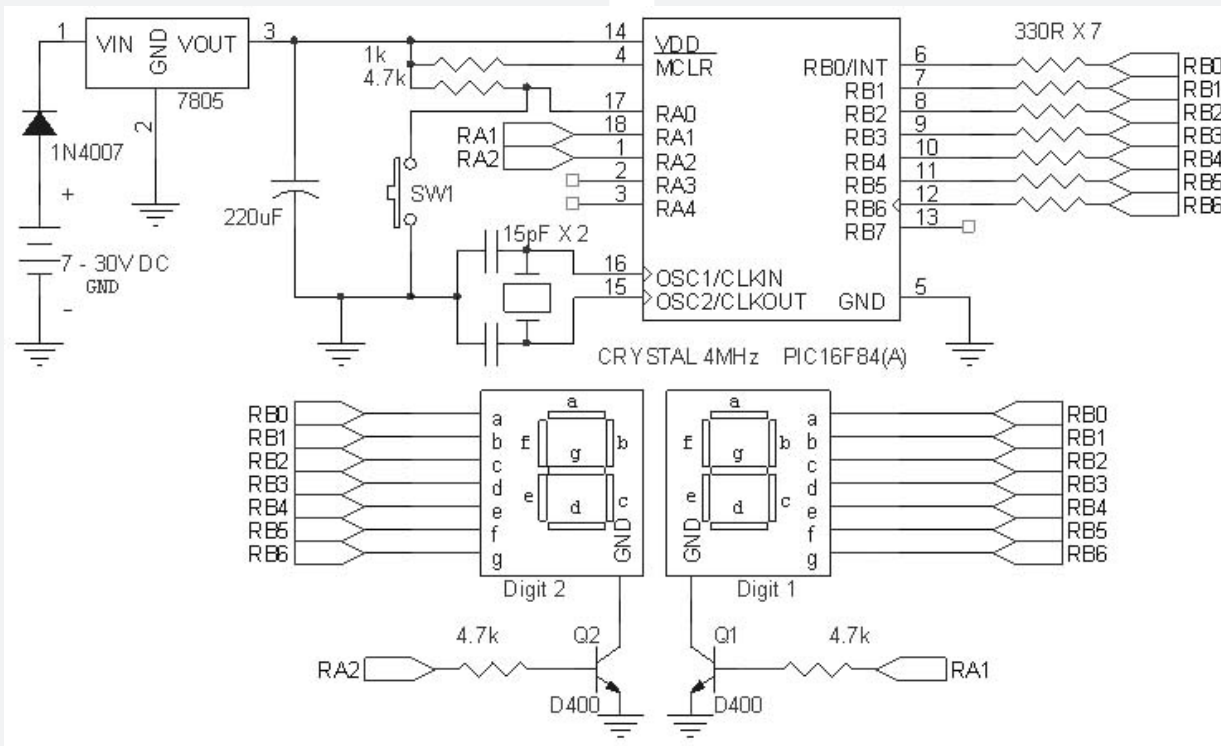 1
VIN
GND
VOUT
3
7805
2
1N4007
+
7 - 30V DC
GND
-
220uF
1k
4.7k
SW1
RA1
RA2
15pF X 2
14
4
17
18
1
2
3
16
15
VDD
MCLR
RA0
RA1
RA2
RA3
RA4
OSC1/CLKIN
OSC2/CLKOUT
RB0/INT
RB1
RB2
RB3
RB4
RB5
RB6
RB7
GND
6
7
8
9
10
11
12
13
5
330R X 7
RB0
RB1
RB2
RB3
RB4
RB5
RB6
CRYSTAL 4MHz PIC16F84(A)
RB0
RB1
RB2
RB3
RB4
RB5
RB6
a
b
c
d
e
f
g
a
f
b
g
e
c
d
GND
Digit 2
a
f
b
g
e
c
d
GND
a
b
c
d
e
f
g
Digit 1
RB0
RB1
RB2
RB3
RB4
RB5
RB6
RA2
4.7k
Q2
D400
Q1
D400
4.7k
RA1